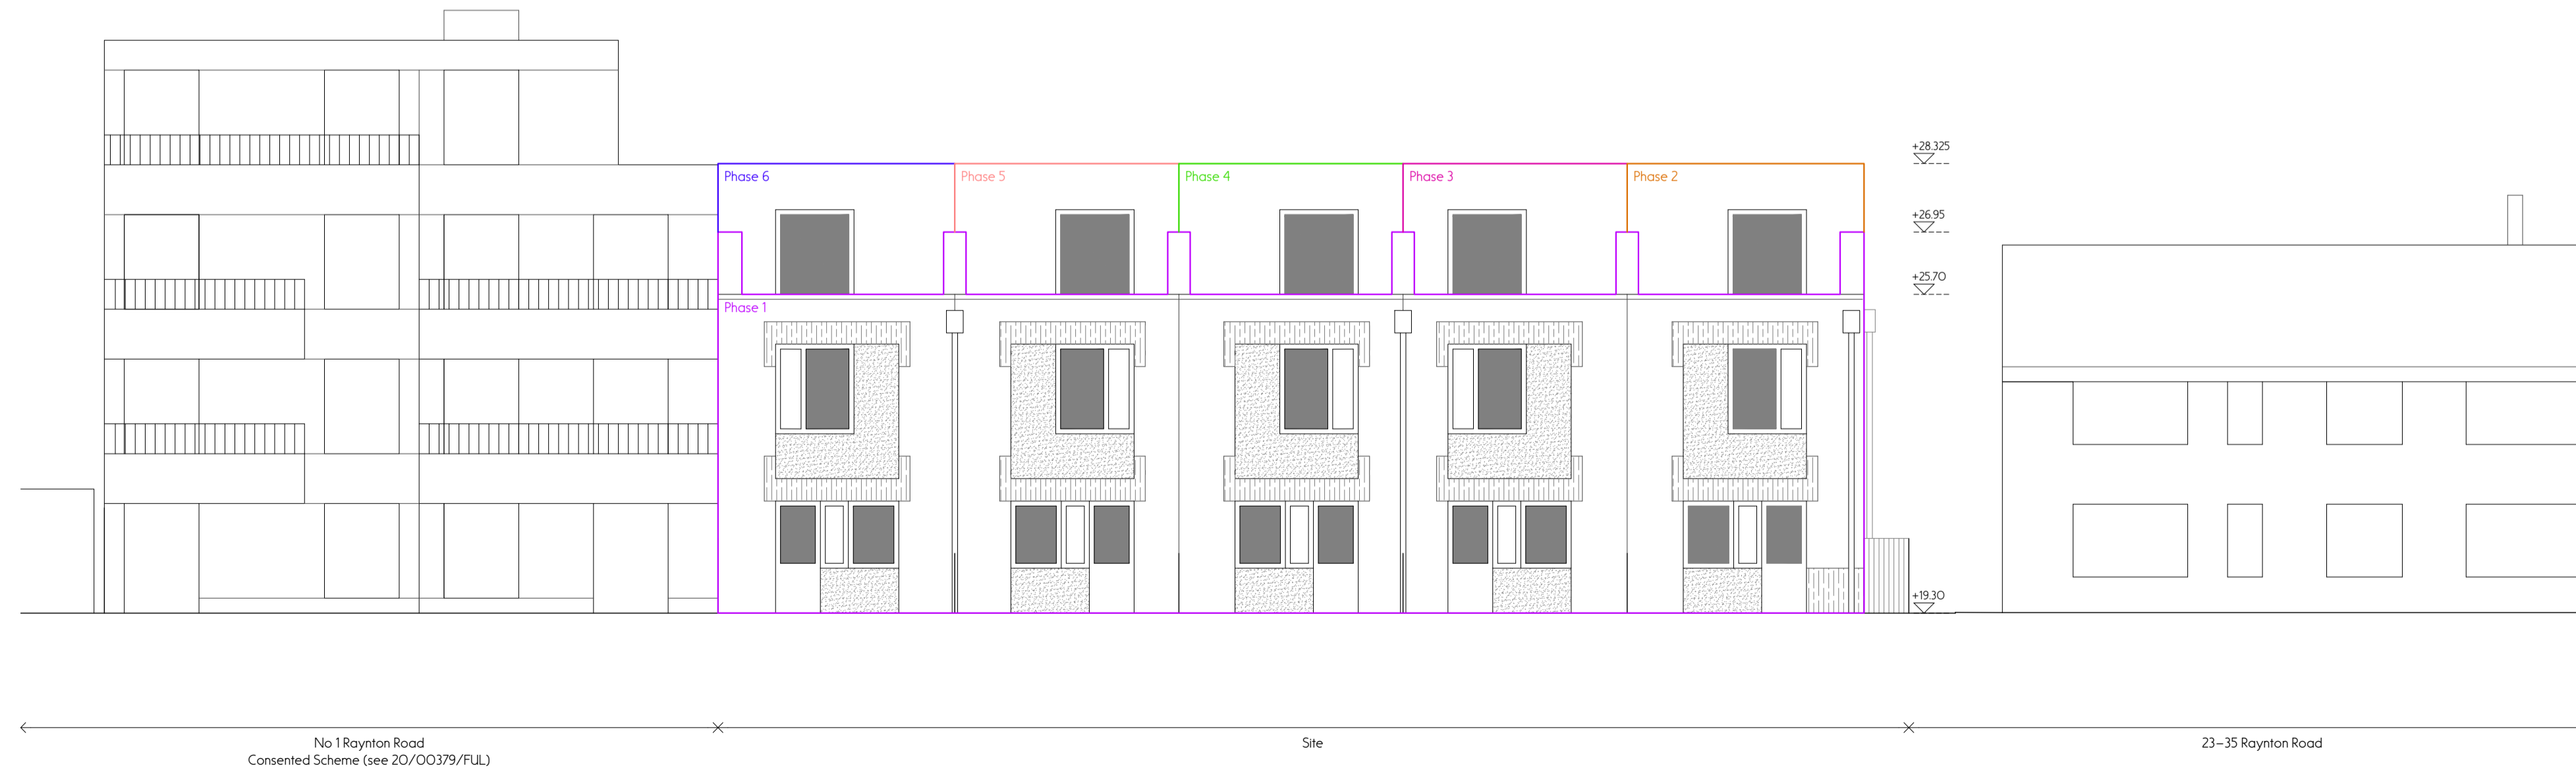 +28.325
Phase 6
Phase 5
Phase 4
Phase 3
Phase 2
+26.95
+25.70
Phase 1
+19.30
No 1 Raynton Road
Consented Scheme (see 20/00379/FUL)
Site
23–35 Raynton Road